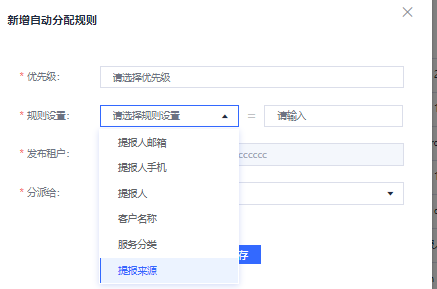 新增自动分配规则
* 优先级: 请选择优先级
* 规则设置: 请选择规则设置 = 请输入
提报人邮箱
提报人手机
* 发布租户: cccccc
提报人
* 分派给:
客户名称
服务分类
存
提报来源